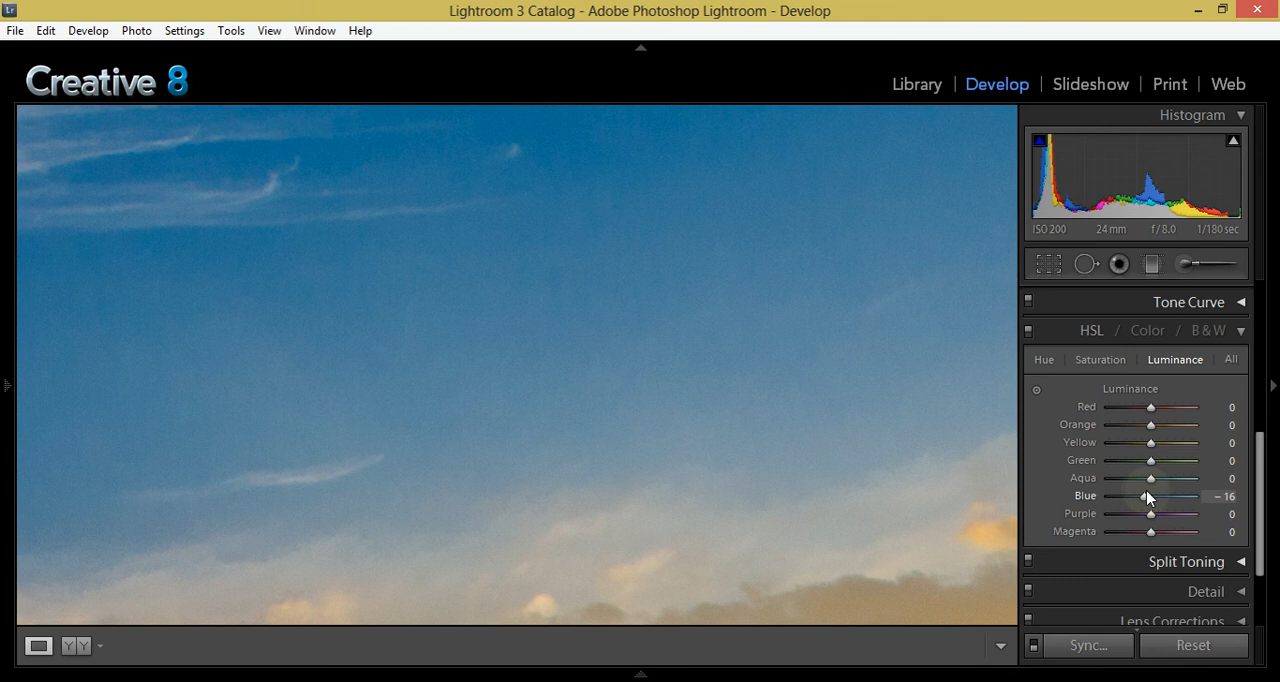 Lr Lightroom 3 Catalog - Adobe Photoshop Lightroom - Develop
File Edit Develop Photo Settings Tools View Window Help
Creative 8
Library | Develop | Slideshow | Print | Web
Histogram
ISO 200 24 mm f / 8.0 1/180 sec
Tone Curve
HSL / Color / B & W
Hue | Saturation | Luminance | All
Luminance
Red 0
Orange 0
Yellow 0
Green 0
Aqua 0
Blue - 16
Purple 0
Magenta 0
Split Toning
Detail
Lens Corrections
Y Y
Sync... Reset